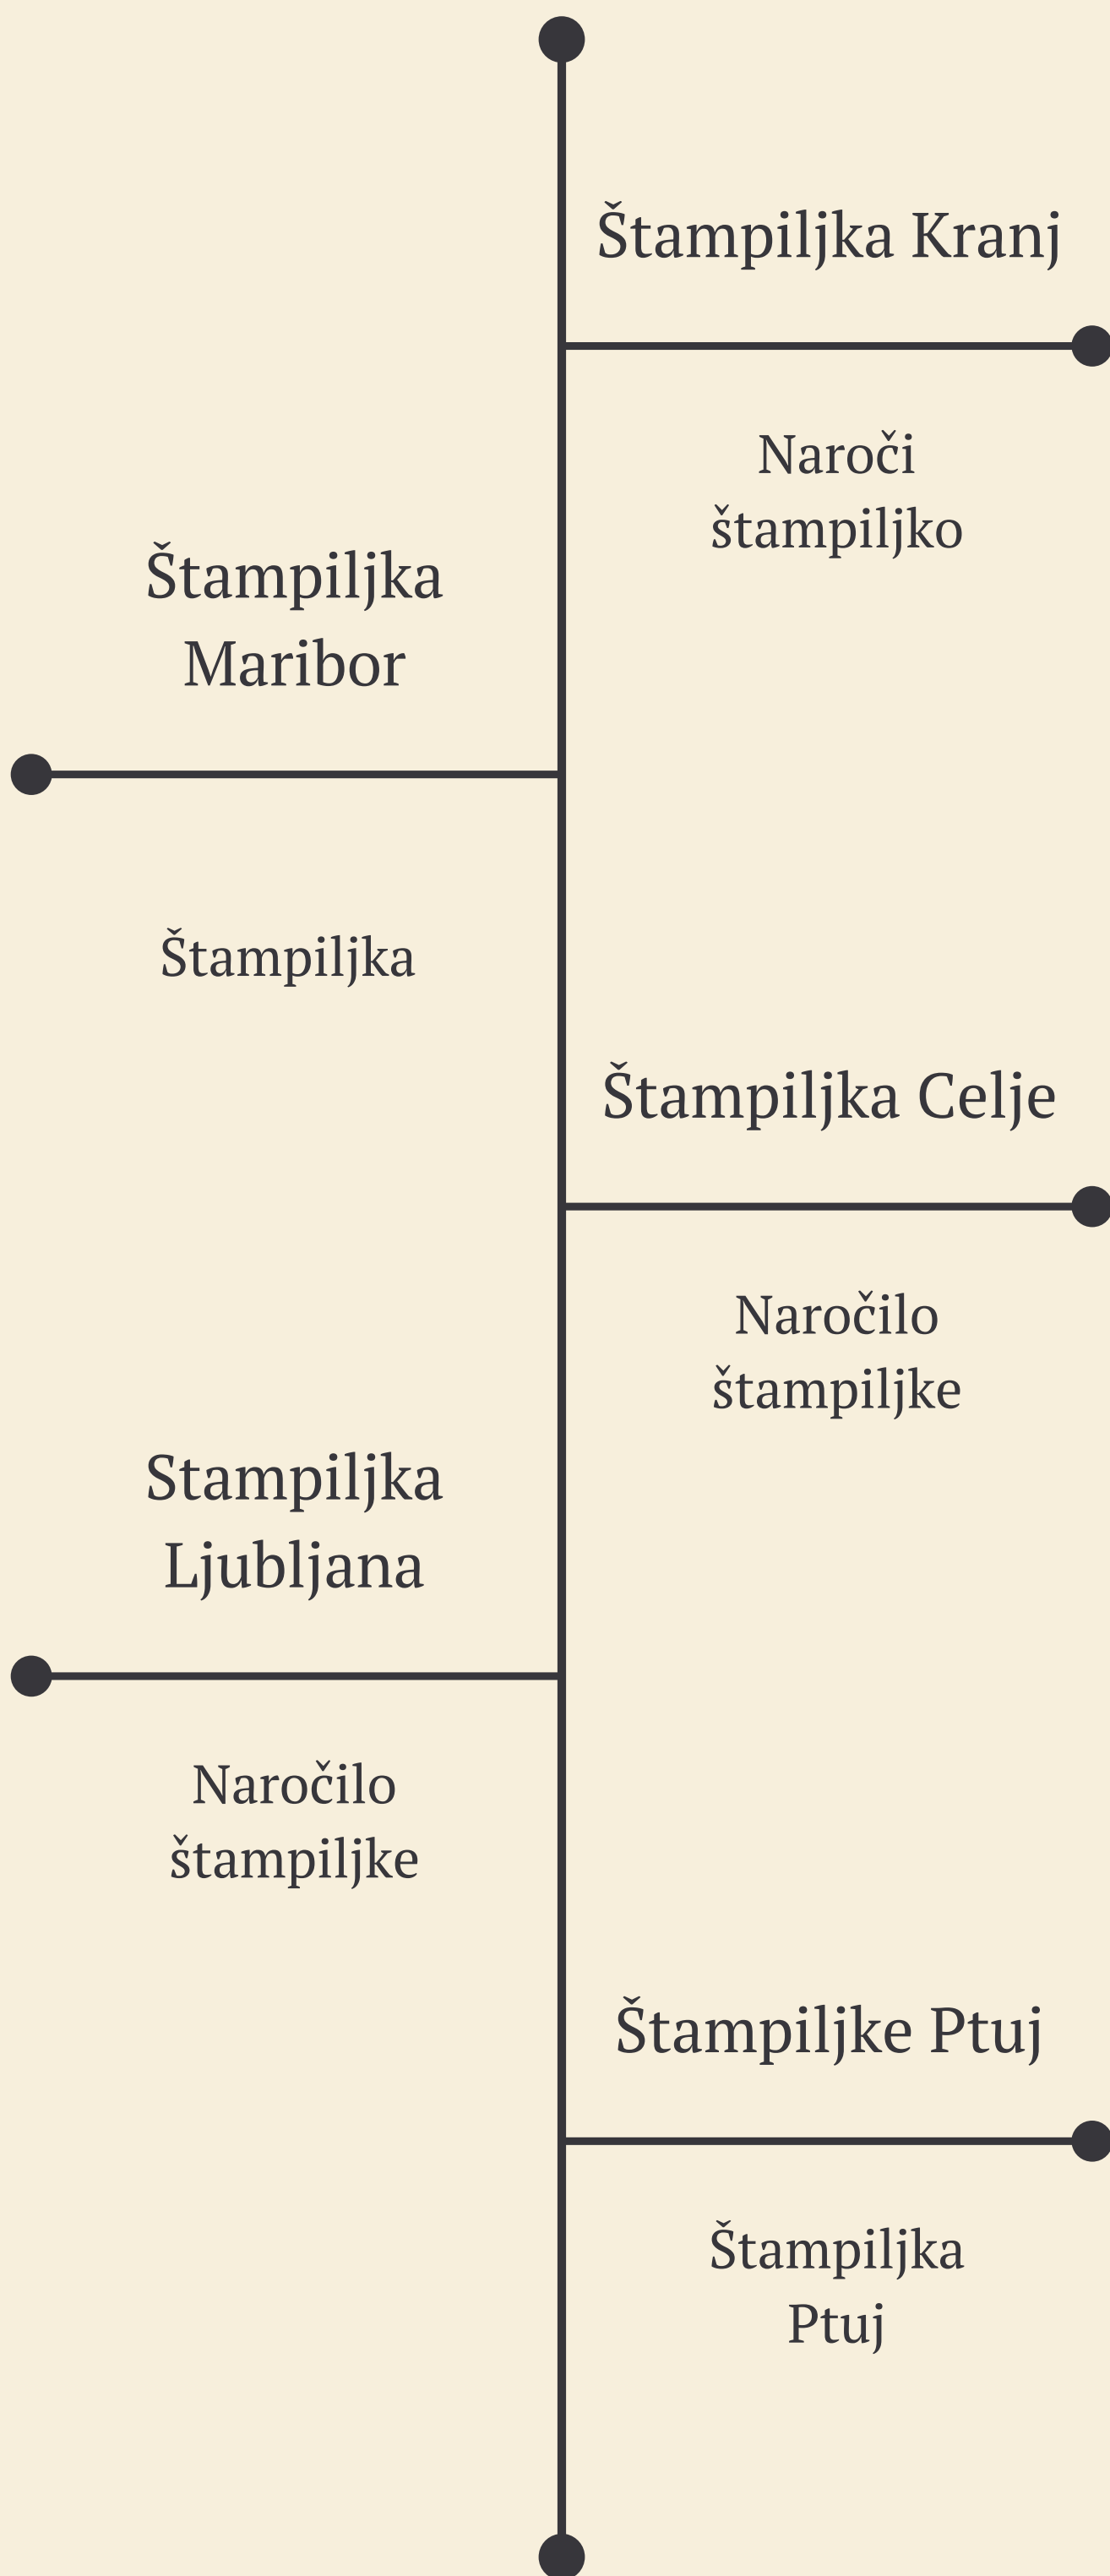 Štampiljka Kranj
Naroči
štampiljko
Štampiljka
Maribor
Štampiljka
Štampiljka Celje
Naročilo
štampiljke
Stampiljka
Ljubljana
Naročilo
štampiljke
Štampiljke Ptuj
Štampiljka
Ptuj